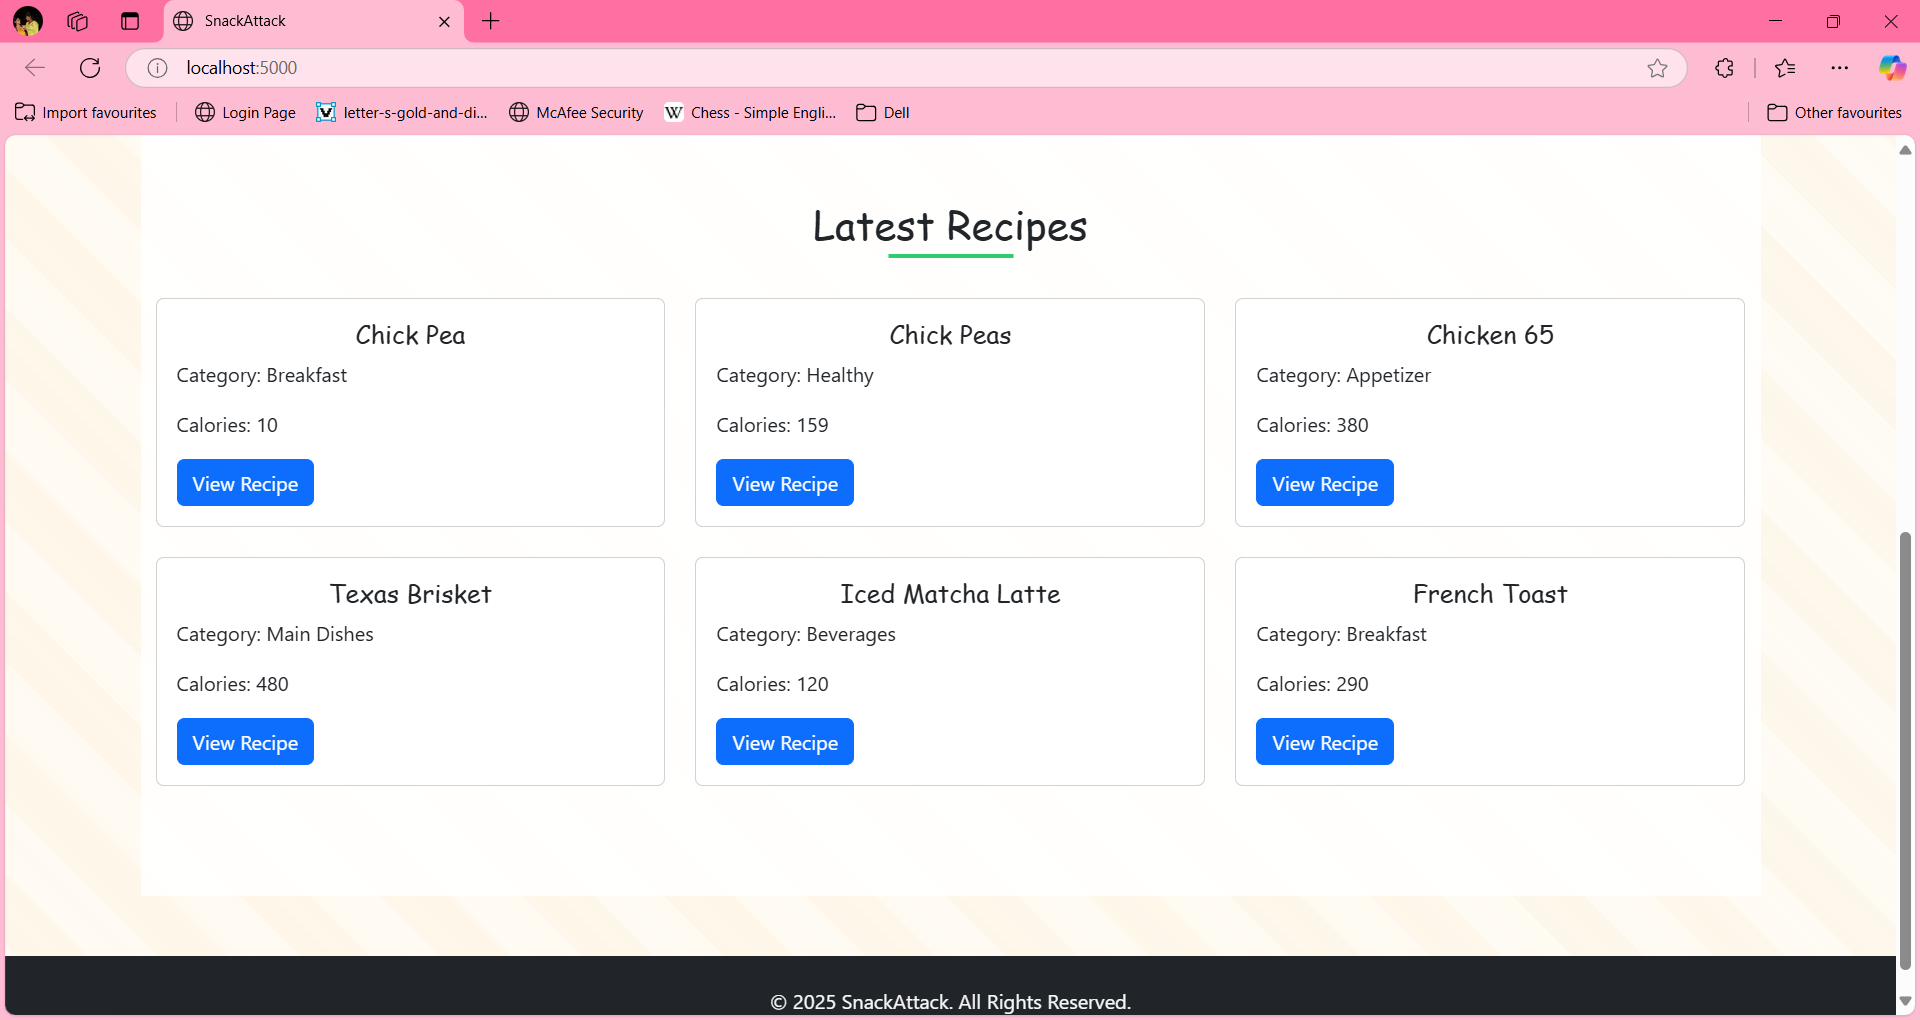 SnackAttack
localhost:5000
Import favourites
Login Page
letter-s-gold-and-di...
McAfee Security
W
Chess - Simple Engli...
Dell
Other favourites
Latest Recipes
Chick Pea
Category: Breakfast
Calories: 10
View Recipe
Chick Peas
Category: Healthy
Calories: 159
View Recipe
Chicken 65
Category: Appetizer
Calories: 380
View Recipe
Texas Brisket
Category: Main Dishes
Calories: 480
View Recipe
Iced Matcha Latte
Category: Beverages
Calories: 120
View Recipe
French Toast
Category: Breakfast
Calories: 290
View Recipe
© 2025 SnackAttack. All Rights Reserved.